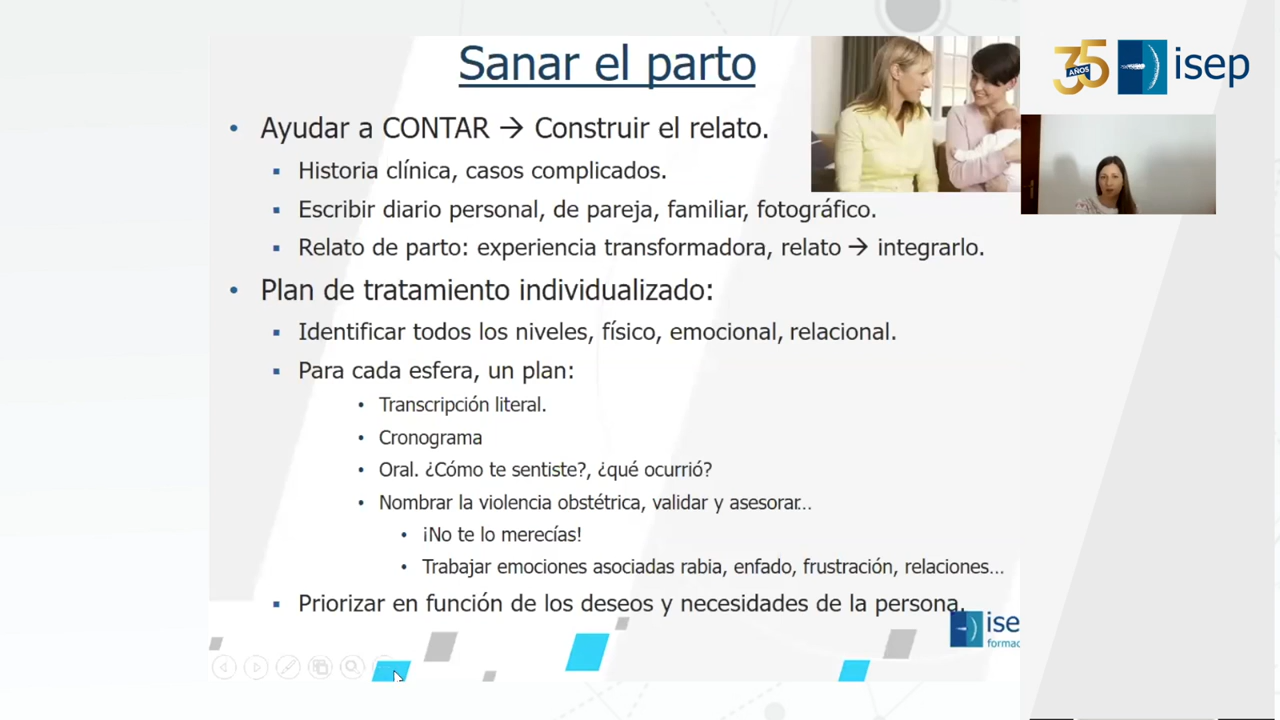 Sanar el parto
35
AÑOS
isep
• Ayudar a CONTAR → Construir el relato.
▪ Historia clínica, casos complicados.
▪ Escribir diario personal, de pareja, familiar, fotográfico.
▪ Relato de parto: experiencia transformadora, relato → integrarlo.
• Plan de tratamiento individualizado:
▪ Identificar todos los niveles, físico, emocional, relacional.
▪ Para cada esfera, un plan:
• Transcripción literal.
• Cronograma
• Oral. ¿Cómo te sentiste?, ¿qué ocurrió?
• Nombrar la violencia obstétrica, validar y asesorar...
• ¡No te lo merecías!
• Trabajar emociones asociadas rabia, enfado, frustración, relaciones...
▪ Priorizar en función de los deseos y necesidades de la persona.
ise
formac